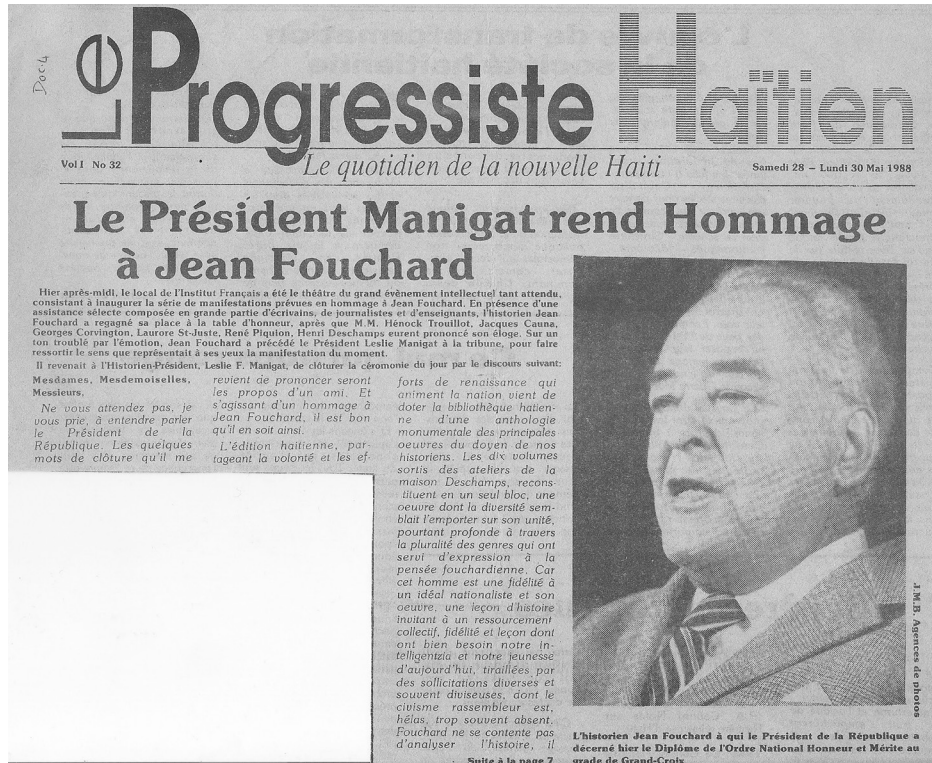 Doc.4
Le Progressiste Haïtien
Vol I No 32
Le quotidien de la nouvelle Haiti
Samedi 28 – Lundi 30 Mai 1988
Le Président Manigat rend Hommage
à Jean Fouchard
Hier après-midi, le local de l'Institut Français a été le théâtre du grand évènement intellectuel tant attendu,
consistant à inaugurer la série de manifestations prévues en hommage à Jean Fouchard. En présence d'une
assistance sélecte composée en grande partie d'écrivains, de journalistes et d'enseignants, l'historien Jean
Fouchard a regagné sa place à la table d'honneur, après que M.M. Hénock Trouillot, Jacques Cauna,
Georges Corvington, Laurore St-Juste, René Piquion, Henri Deschamps eurent prononcé son éloge. Sur un
ton troublé par l'émotion, Jean Fouchard a précédé le Président Leslie Manigat à la tribune, pour faire
ressortir le sens que représentait à ses yeux la manifestation du moment.
Il revenait à l'Historien-Président, Leslie F. Manigat, de clôturer la céromonie du jour par le discours suivant:
Mesdames, Mesdemoiselles,
Messieurs,
Ne vous attendez pas, je
vous prie, à entendre parler
le Président de la
République. Les quelques
mots de clôture qu'il me
revient de prononcer seront
les propos d'un ami. Et
s'agissant d'un hommage à
Jean Fouchard, il est bon
qu'il en soit ainsi.
L'édition haitienne, par-
tageant la volonté et les ef-
forts de renaissance qui
animent la nation vient de
doter la bibliothèque hatien-
ne d'une anthologie
monumentale des principales
oeuvres du doyen de nos
historiens. Les dix volumes
sortis des ateliers de la
maison Deschamps, recons-
tituent en un seul bloc, une
oeuvre dont la diversité sem-
blait l'emporter sur son unité,
pourtant profonde à travers
la pluralité des genres qui ont
servi d'expression à la
pensée fouchardienne. Car
cet homme est une fidélité à
un idéal nationaliste et son
oeuvre, une leçon d'histoire
invitant à un ressourcement
collectif, fidélité et leçon dont
ont bien besoin notre in-
telligentzia et notre jeunesse
d'aujourd'hui, tiraillées par
des sollicitations diverses et
souvent diviseuses, dont le
civisme rassembleur est,
hélas, trop souvent absent.
Fouchard ne se contente pas
d'analyser l'histoire, il
Suite à la page 7
J.M.B. Agences de photos
L'historien Jean Fouchard à qui le Président de la République a
décerné hier le Diplôme de l'Ordre National Honneur et Mérite au
grade de Grand-Croix